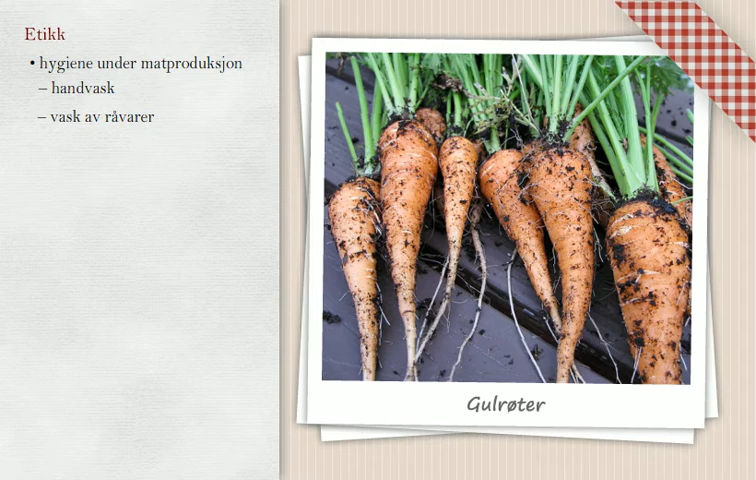 Etikk
• hygiene under matproduksjon
– handvask
– vask av råvarer
Gulrøter